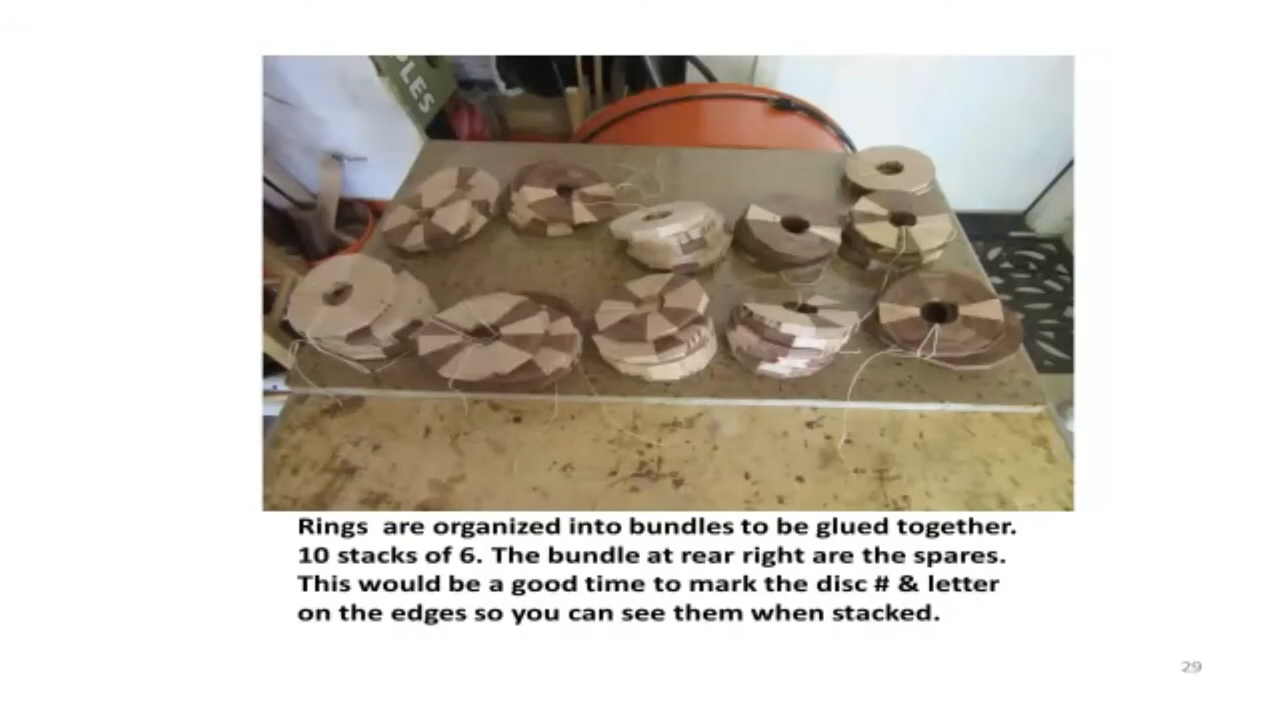 PLES
Rings are organized into bundles to be glued together.
10 stacks of 6. The bundle at rear right are the spares.
This would be a good time to mark the disc # & letter
on the edges so you can see them when stacked.
29